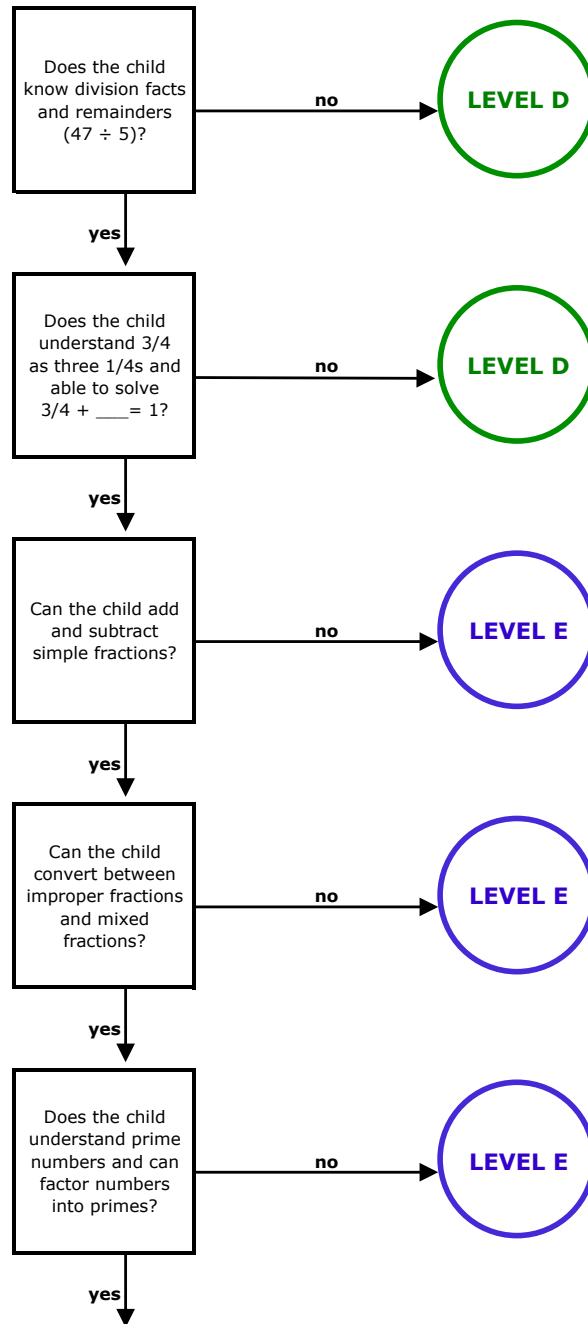 Does the child
know division facts
and remainders
(47 ÷ 5)?
no
LEVEL D
yes
Does the child
understand 3/4
as three 1/4s and
able to solve
3/4 + ___= 1?
no
LEVEL D
yes
Can the child add
and subtract
simple fractions?
no
LEVEL E
yes
Can the child
convert between
improper fractions
and mixed
fractions?
no
LEVEL E
yes
Does the child
understand prime
numbers and can
factor numbers
into primes?
no
LEVEL E
yes